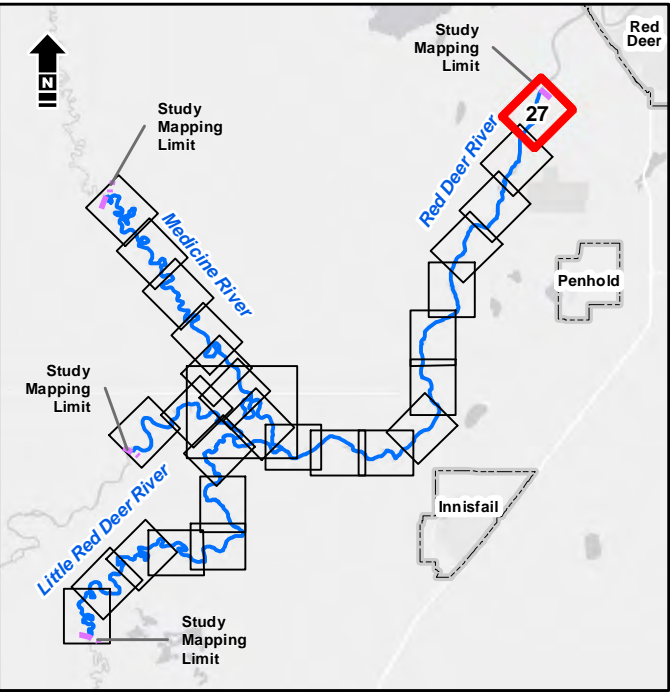 Red
Deer
Study
Mapping
Limit
27
N
Study
Mapping
Limit
Red Deer River
Medicine River
Penhold
Study
Mapping
Limit
Innisfail
Little Red Deer River
Study
Mapping
Limit